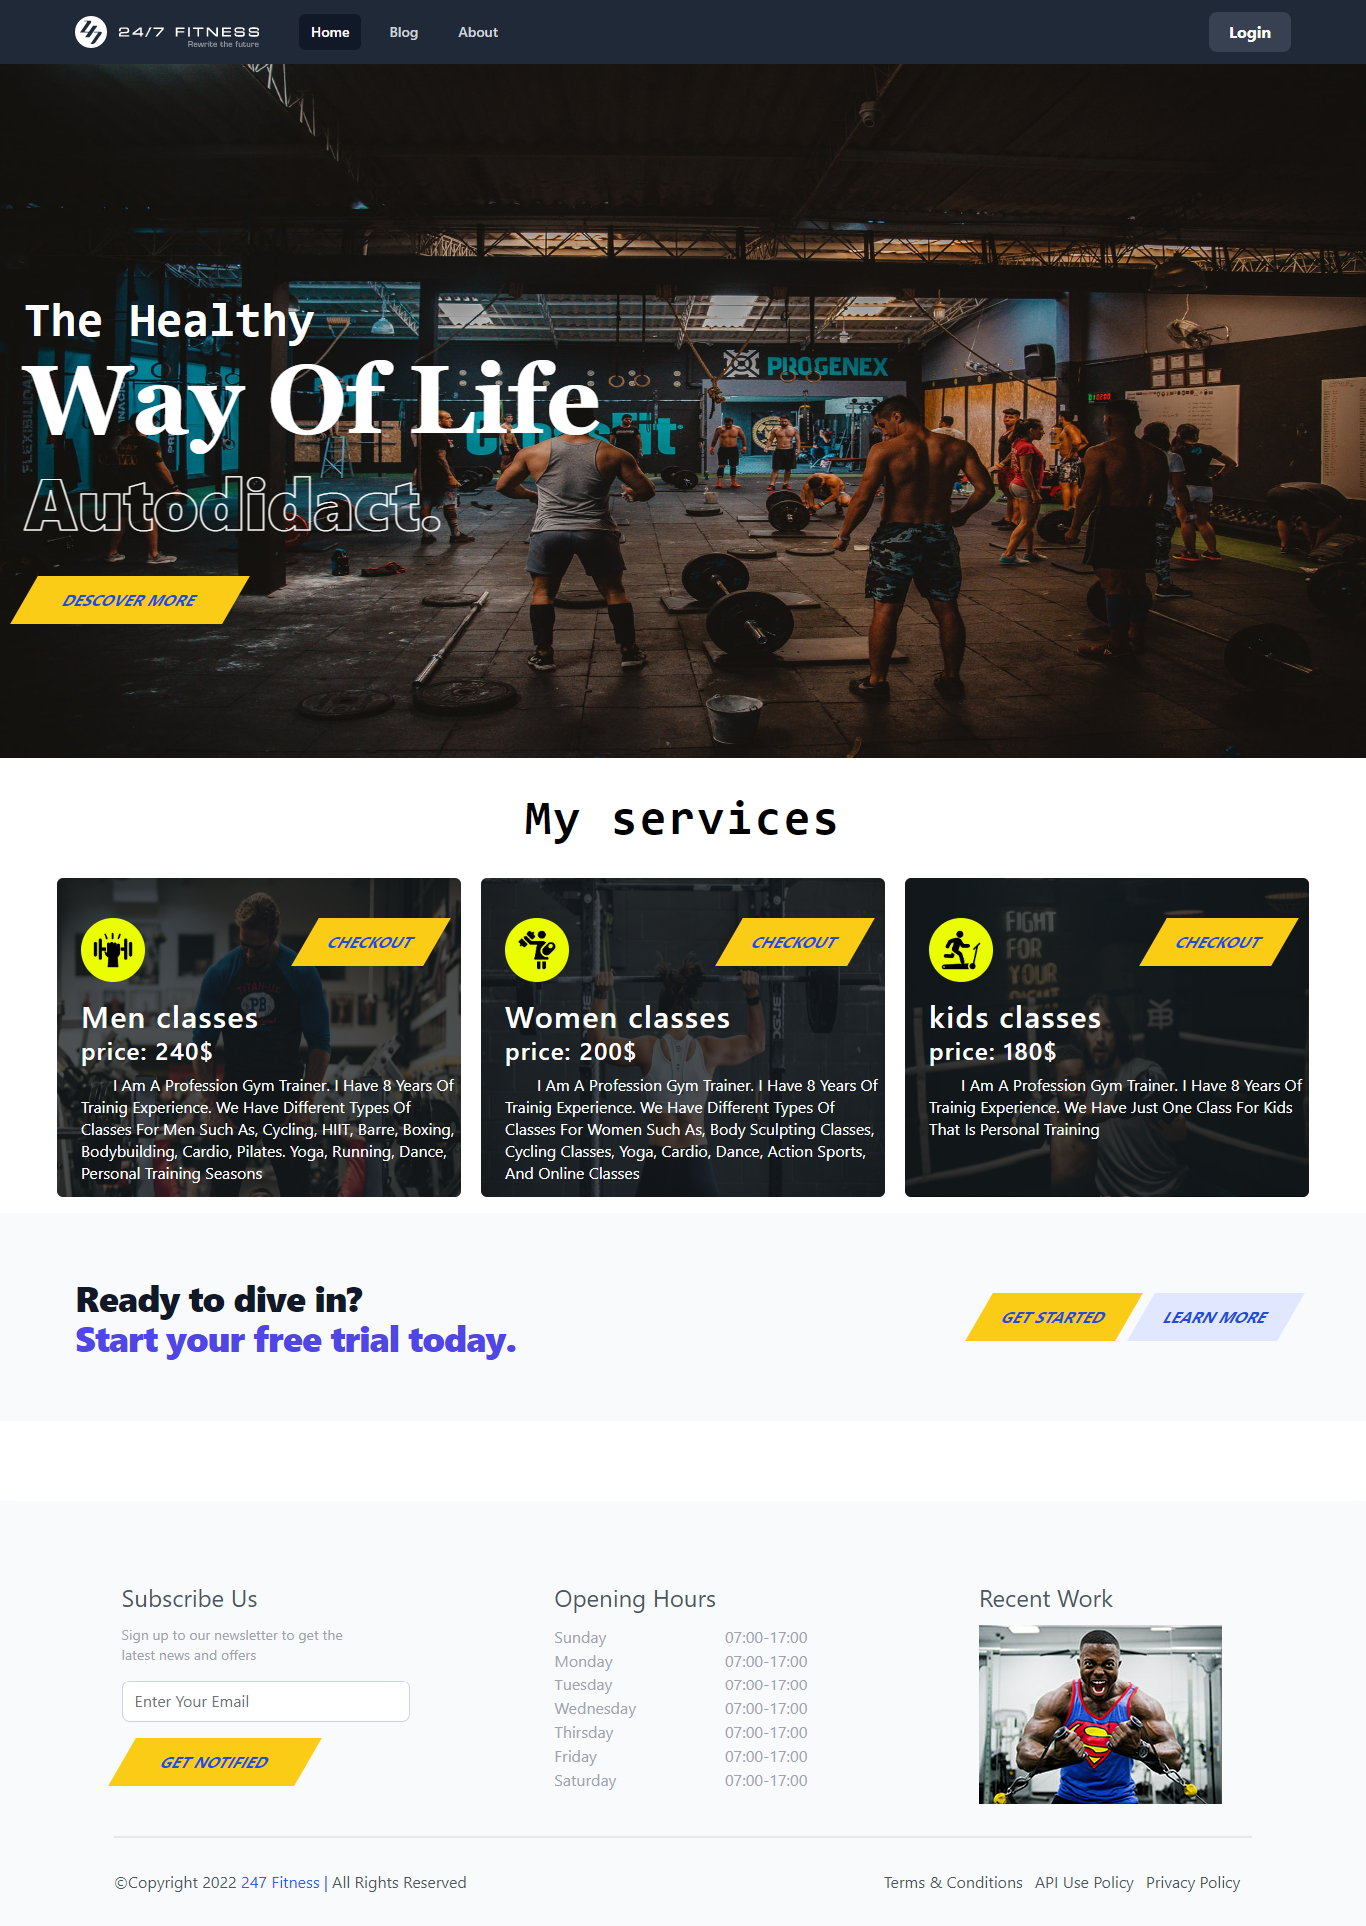 24/7 FITNESS
Rewrite the future
Home
Blog
About
Login
The Healthy
Way Of Life
Autodidact.
PROGENEX
DESCOVER MORE
My services
CHECKOUT
Men classes
price: 240$
I Am A Profession Gym Trainer. I Have 8 Years Of
Trainig Experience. We Have Different Types Of
Classes For Men Such As, Cycling, HIIT, Barre, Boxing,
Bodybuilding, Cardio, Pilates. Yoga, Running, Dance,
Personal Training Seasons
CHECKOUT
Women classes
price: 200$
I Am A Profession Gym Trainer. I Have 8 Years Of
Trainig Experience. We Have Different Types Of
Classes For Women Such As, Body Sculpting Classes,
Cycling Classes, Yoga, Cardio, Dance, Action Sports,
And Online Classes
FIGHT
FOR
YOUR
CHECKOUT
kids classes
price: 180$
I Am A Profession Gym Trainer. I Have 8 Years Of
Trainig Experience. We Have Just One Class For Kids
That Is Personal Training
Ready to dive in?
Start your free trial today.
GET STARTED
LEARN MORE
Subscribe Us
Sign up to our newsletter to get the
latest news and offers
Enter Your Email
GET NOTIFIED
Opening Hours
Sunday 07:00-17:00
Monday 07:00-17:00
Tuesday 07:00-17:00
Wednesday 07:00-17:00
Thirsday 07:00-17:00
Friday 07:00-17:00
Saturday 07:00-17:00
Recent Work
©Copyright 2022 247 Fitness | All Rights Reserved
Terms & Conditions
API Use Policy
Privacy Policy